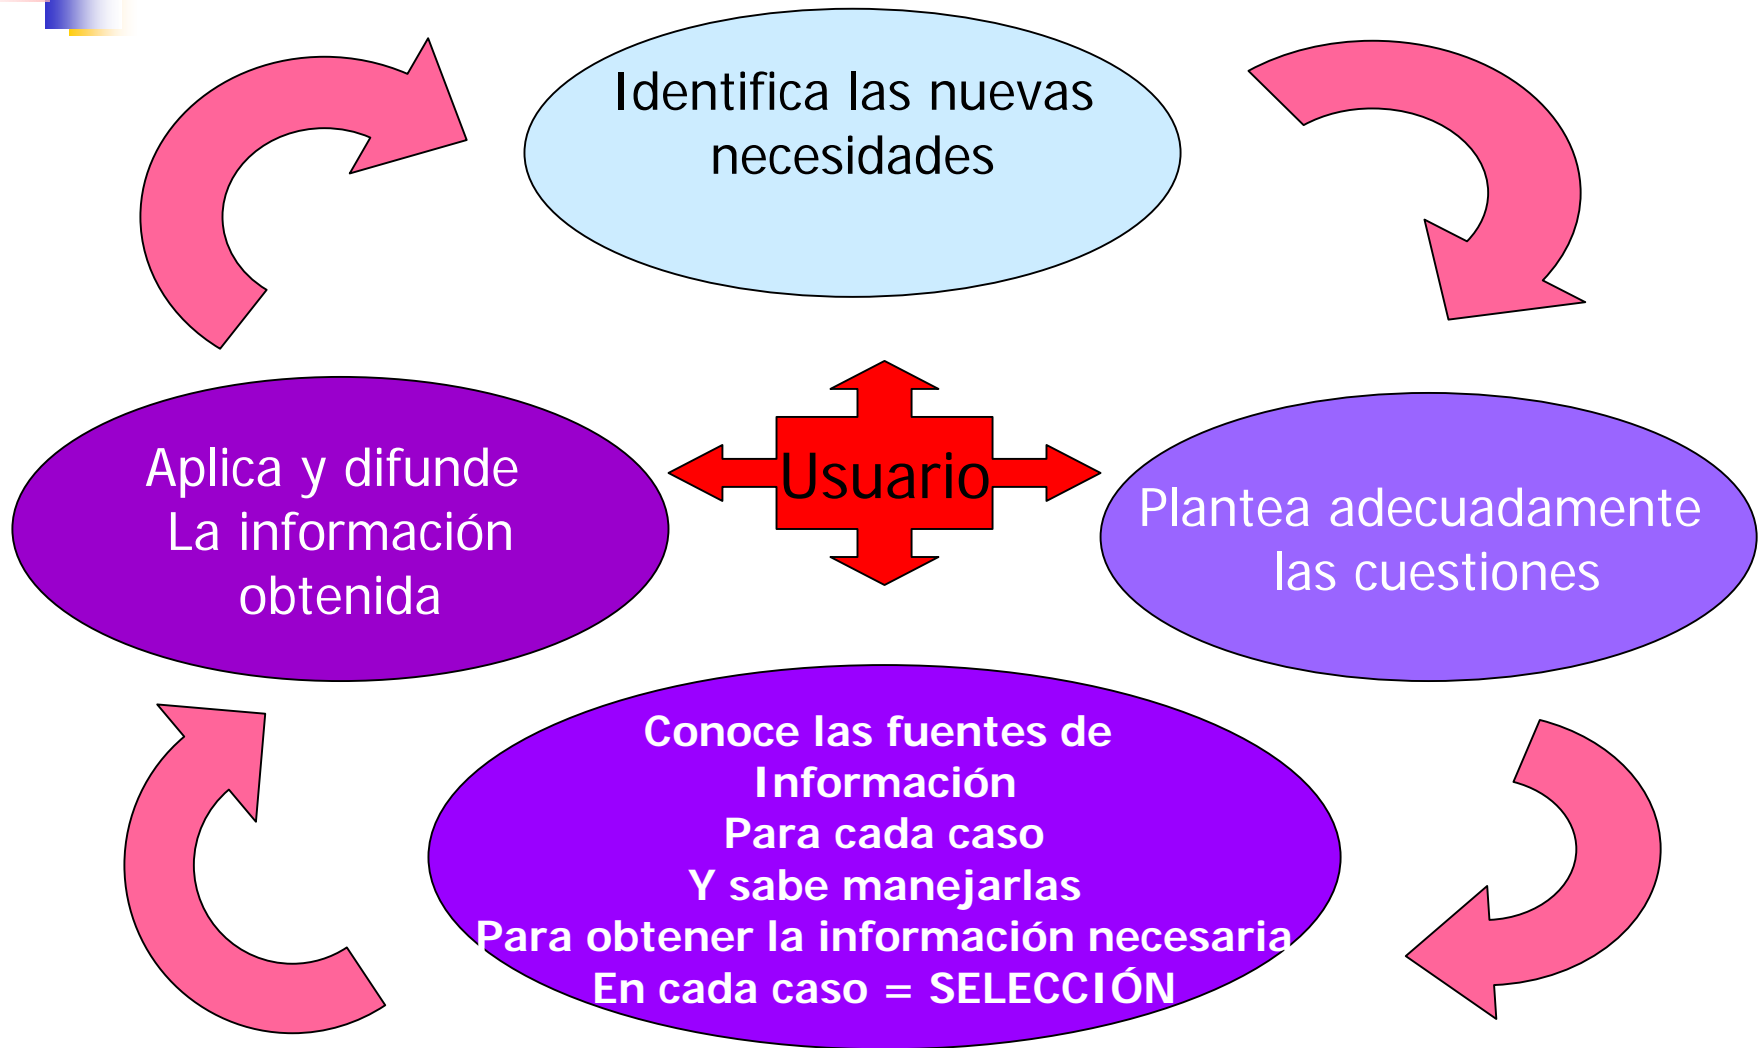 Identifica las nuevas
necesidades
Usuario
Plantea adecuadamente
las cuestiones
Conoce las fuentes de
Información
Para cada caso
Y sabe manejarlas
Para obtener la información necesaria
En cada caso = SELECCIÓN
Aplica y difunde
La información
obtenida